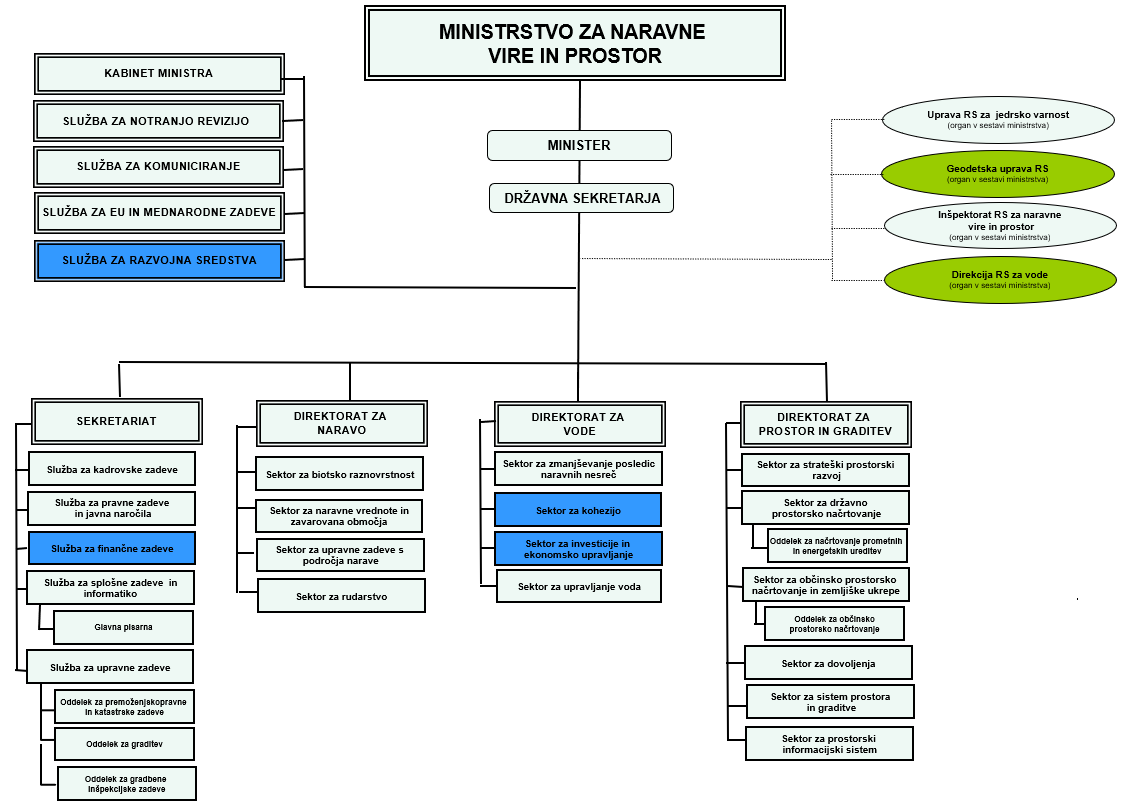 MINISTRSTVO ZA NARAVNE
VIRE IN PROSTOR
KABINET MINISTRA
SLUŽBA ZA NOTRANJO REVIZIJO
SLUŽBA ZA KOMUNICIRANJE
SLUŽBA ZA EU IN MEDNARODNE ZADEVE
SLUŽBA ZA RAZVOJNA SREDSTVA
MINISTER
DRŽAVNA SEKRETARJA
Uprava RS za jedrsko varnost
(organ v sestavi ministrstva)
Geodetska uprava RS
(organ v sestavi ministrstva)
Inšpektorat RS za naravne
vire in prostor
(organ v sestavi ministrstva)
Direkcija RS za vode
(organ v sestavi ministrstva)
SEKRETARIAT
Služba za kadrovske zadeve
Služba za pravne zadeve
in javna naročila
Služba za finančne zadeve
Služba za splošne zadeve in
informatiko
Glavna pisarna
Služba za upravne zadeve
Oddelek za premoženjskopravne
in katastrske zadeve
Oddelek za graditev
Oddelek za gradbene
inšpekcijske zadeve
DIREKTORAT ZA
NARAVO
Sektor za biotsko raznovrstnost
Sektor za naravne vrednote in
zavarovana območja
Sektor za upravne zadeve s
področja narave
Sektor za rudarstvo
DIREKTORAT ZA
VODE
Sektor za zmanjševanje posledic
naravnih nesreč
Sektor za kohezijo
Sektor za investicije in
ekonomsko upravljanje
Sektor za upravljanje voda
DIREKTORAT ZA
PROSTOR IN GRADITEV
Sektor za strateški prostorski
razvoj
Sektor za državno
prostorsko načrtovanje
Oddelek za načrtovanje prometnih
in energetskih ureditev
Sektor za občinsko prostorsko
načrtovanje in zemljiške ukrepe
Oddelek za občinsko
prostorsko načrtovanje
Sektor za dovoljenja
Sektor za sistem prostora
in graditve
Sektor za prostorski
informacijski sistem